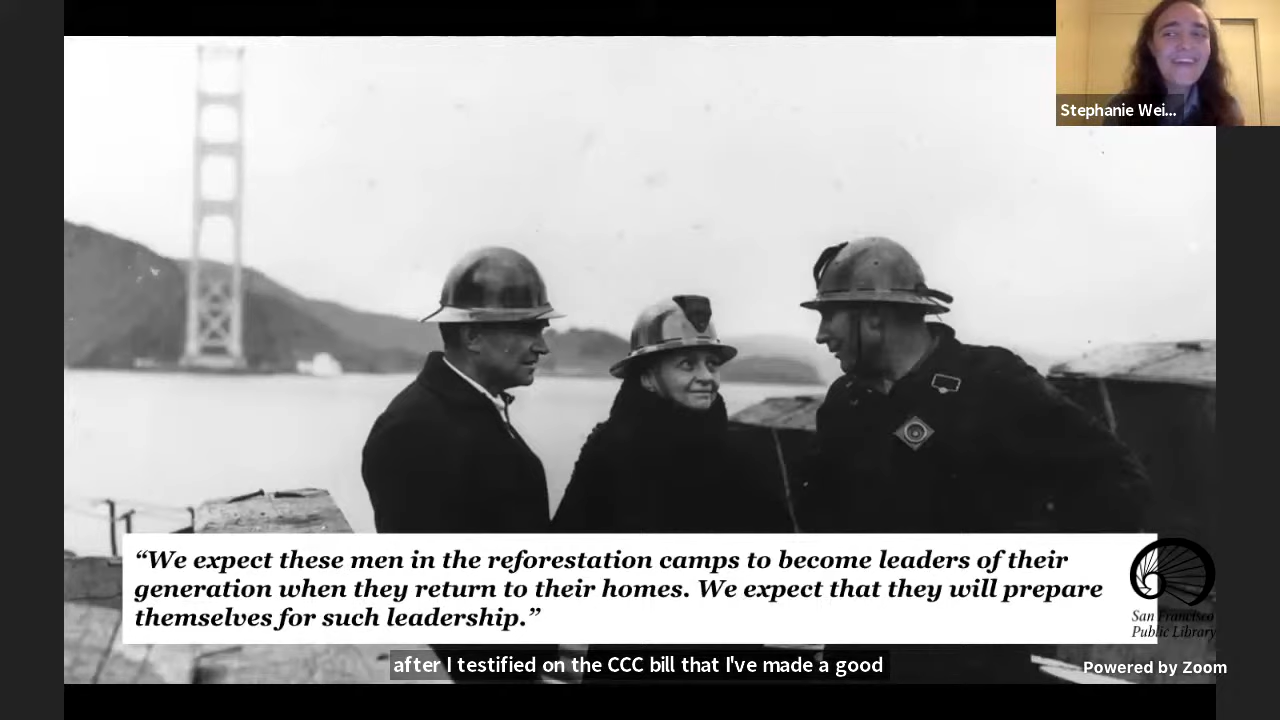 Stephanie Wei...
“We expect these men in the reforestation camps to become leaders of their
generation when they return to their homes. We expect that they will prepare
themselves for such leadership.”
San Francisco
Public Library
after I testified on the CCC bill that I've made a good
Powered by Zoom